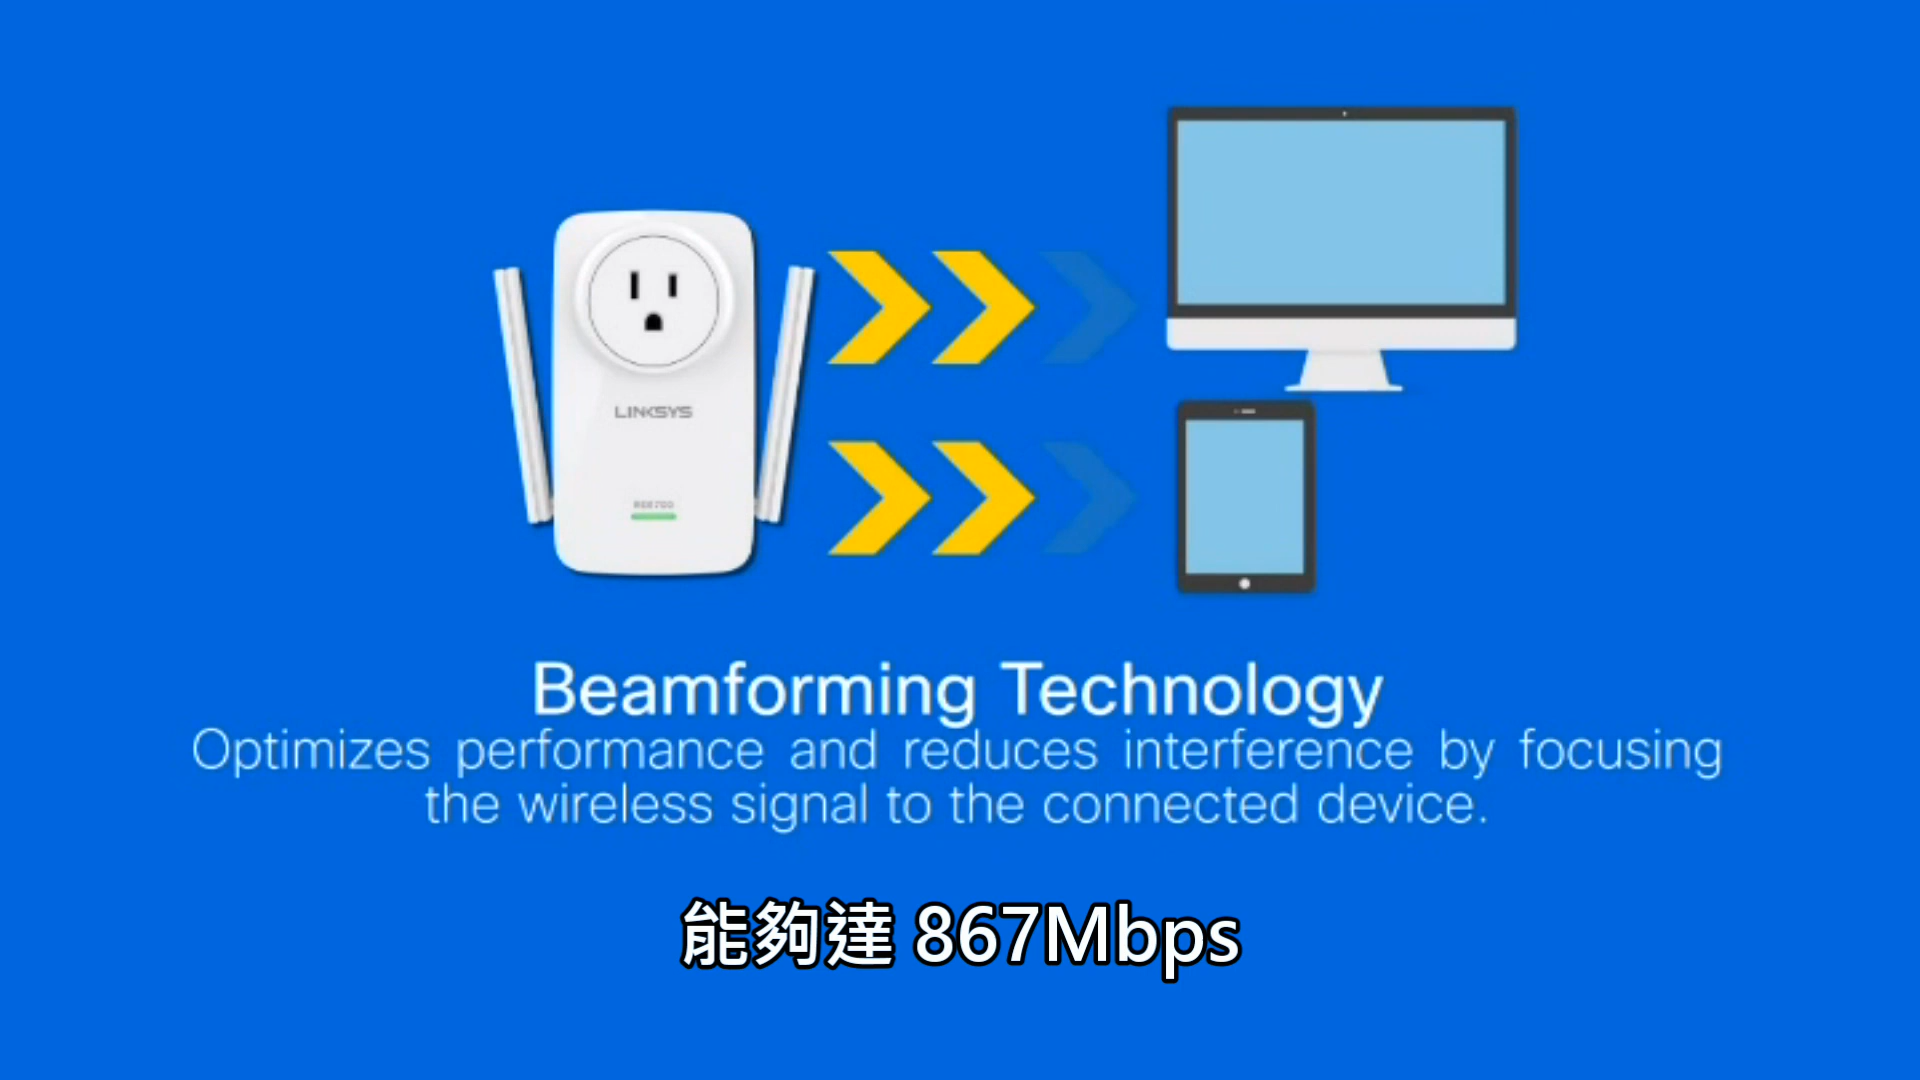 LINKSYS
Beamforming Technology
Optimizes performance and reduces interference by focusing
the wireless signal to the connected device.
能夠達 867Mbps